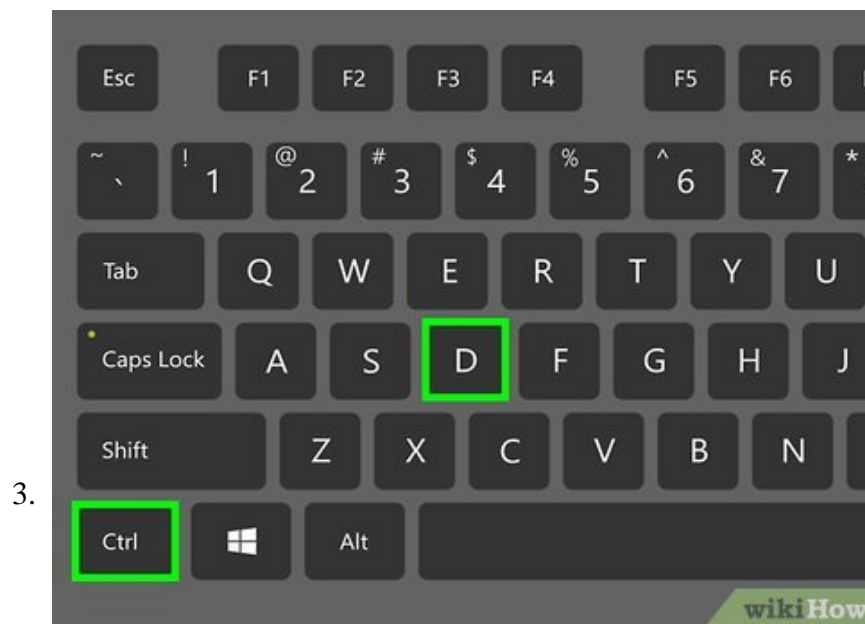 Esc F1 F2 F3 F4 F5 F6
~ ` ! 1 @ 2 # 3 $ 4 % 5 ^ 6 & 7 *
Tab Q W E R T Y U
Caps Lock A S D F G H J
Shift Z X C V B N
3.
Ctrl Alt
wikiHow